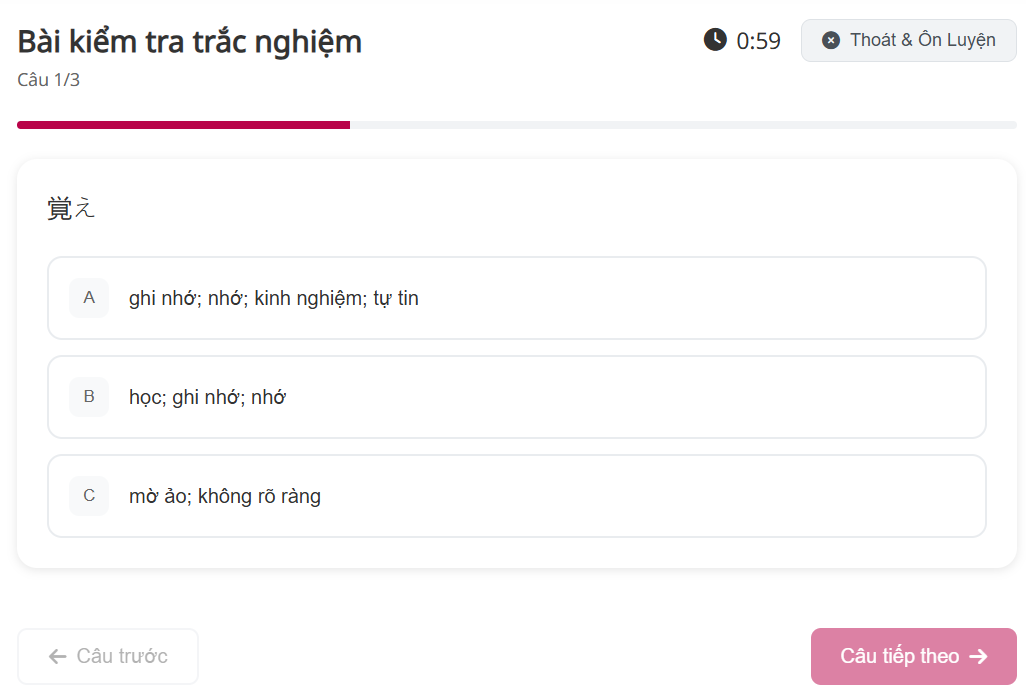 Bài kiểm tra trắc nghiệm
0:59
Thoát & Ôn Luyện
Câu 1/3
覚え
A
ghi nhớ; nhớ; kinh nghiệm; tự tin
B
học; ghi nhớ; nhớ
C
mờ ảo; không rõ ràng
← Câu trước
Câu tiếp theo →